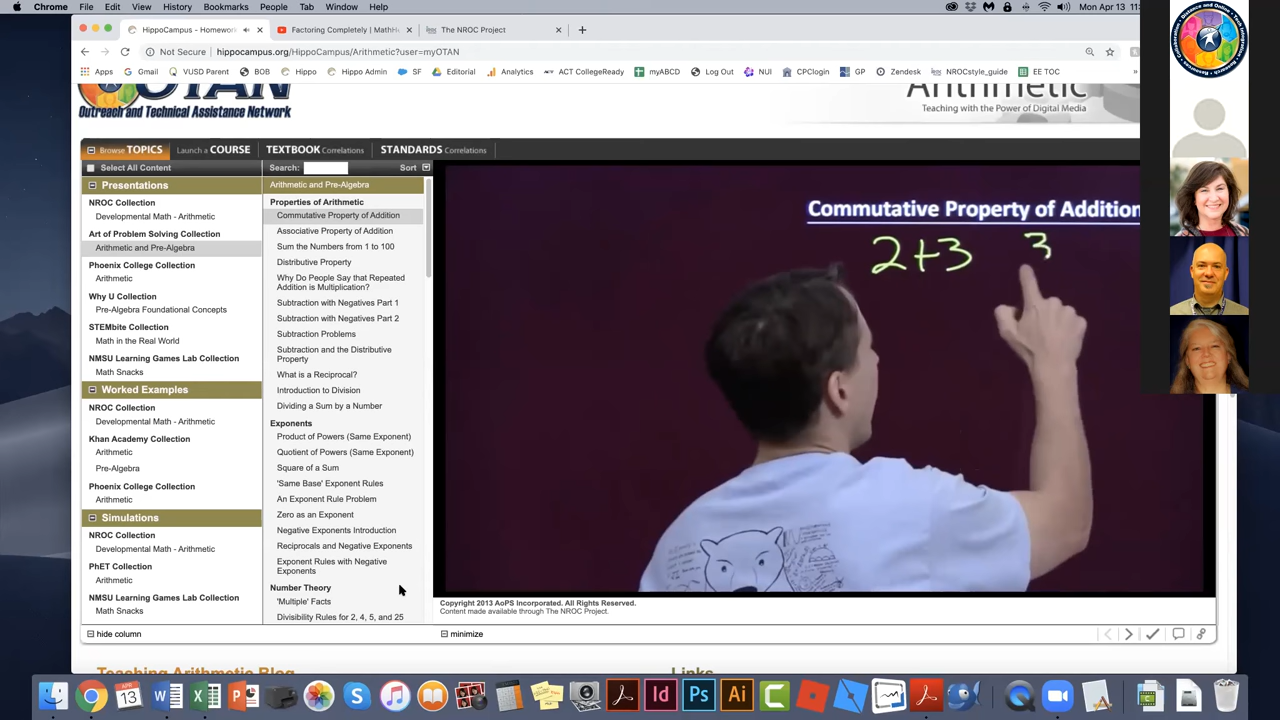 Chrome File Edit View History Bookmarks People Tab Window Help
Mon Apr 13
HippoCampus - Homework
Factoring Completely | MathH
The NROC Project
Not Secure | hippocampus.org/HippoCampus/Arithmetic?user=myOTAN
Apps Gmail VUSD Parent BOB Hippo Hippo Admin SF Editorial Analytics ACT CollegeReady myABCD Log Out NUI CPClogin GP Zendesk NROCstyle_guide EE TOC
OTAN
Outreach and Technical Assistance Network
Arithmetic
Teaching with the Power of Digital Media
Browse TOPICS Launch a COURSE TEXTBOOK Correlations STANDARDS Correlations
Select All Content
Presentations
NROC Collection
Developmental Math - Arithmetic
Art of Problem Solving Collection
Arithmetic and Pre-Algebra
Phoenix College Collection
Arithmetic
Why U Collection
Pre-Algebra Foundational Concepts
STEMbite Collection
Math in the Real World
NMSU Learning Games Lab Collection
Math Snacks
Worked Examples
NROC Collection
Developmental Math - Arithmetic
Khan Academy Collection
Arithmetic
Pre-Algebra
Phoenix College Collection
Arithmetic
Simulations
NROC Collection
Developmental Math - Arithmetic
PhET Collection
Arithmetic
NMSU Learning Games Lab Collection
Math Snacks
hide column
Search: Sort
Arithmetic and Pre-Algebra
Properties of Arithmetic
Commutative Property of Addition
Associative Property of Addition
Sum the Numbers from 1 to 100
Distributive Property
Why Do People Say that Repeated
Addition is Multiplication?
Subtraction with Negatives Part 1
Subtraction with Negatives Part 2
Subtraction Problems
Subtraction and the Distributive
Property
What is a Reciprocal?
Introduction to Division
Dividing a Sum by a Number
Exponents
Product of Powers (Same Exponent)
Quotient of Powers (Same Exponent)
Square of a Sum
'Same Base' Exponent Rules
An Exponent Rule Problem
Zero as an Exponent
Negative Exponents Introduction
Reciprocals and Negative Exponents
Exponent Rules with Negative
Exponents
Number Theory
'Multiple' Facts
Divisibility Rules for 2, 4, 5, and 25
Commutative Property of Addition
2+3 3
Copyright 2013 AoPS Incorporated. All Rights Reserved.
Content made available through The NROC Project.
minimize
Teaching Arithmetic Blog
Links
APR
13
W X P S Id Ps Ai C